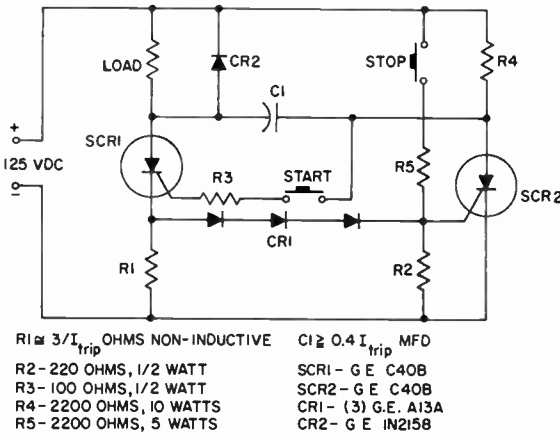 LOAD
CR2
STOP
R4
C1
+
SCR1
125 VDC
−
R3
START
R5
SCR2
CR1
R1
R2
R1 ≅ 3/I_trip OHMS NON-INDUCTIVE
C1 ≧ 0.4 I_trip MFD
R2- 220 OHMS, 1/2 WATT
SCR1- G E C40B
R3- 100 OHMS, 1/2 WATT
SCR2- G E C40B
R4- 2200 OHMS, 10 WATTS
CR1- (3) G.E. A13A
R5- 2200 OHMS, 5 WATTS
CR2- G E 1N2158